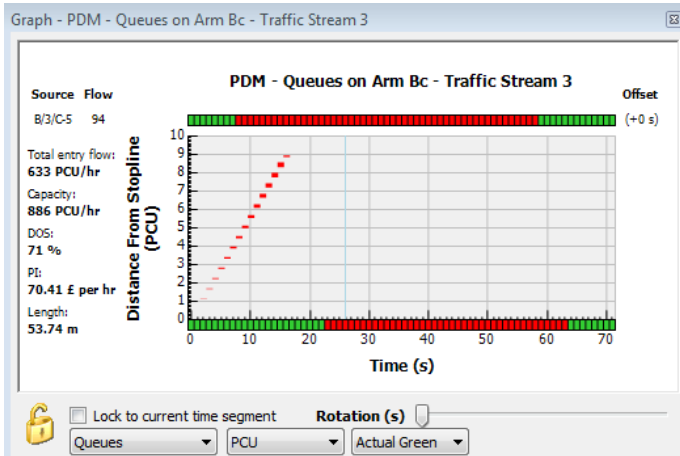 Graph - PDM - Queues on Arm Bc - Traffic Stream 3
PDM - Queues on Arm Bc - Traffic Stream 3
Source Flow
Offset
B/3/C-5 94
(+0 s)
Total entry flow:
633 PCU/hr
Capacity:
886 PCU/hr
DOS:
71 %
PI:
70.41 £ per hr
Length:
53.74 m
Distance From Stopline
(PCU)
10
9
8
7
6
5
4
3
2
1
0
0 10 20 30 40 50 60 70
Time (s)
Lock to current time segment Rotation (s)
Queues PCU Actual Green